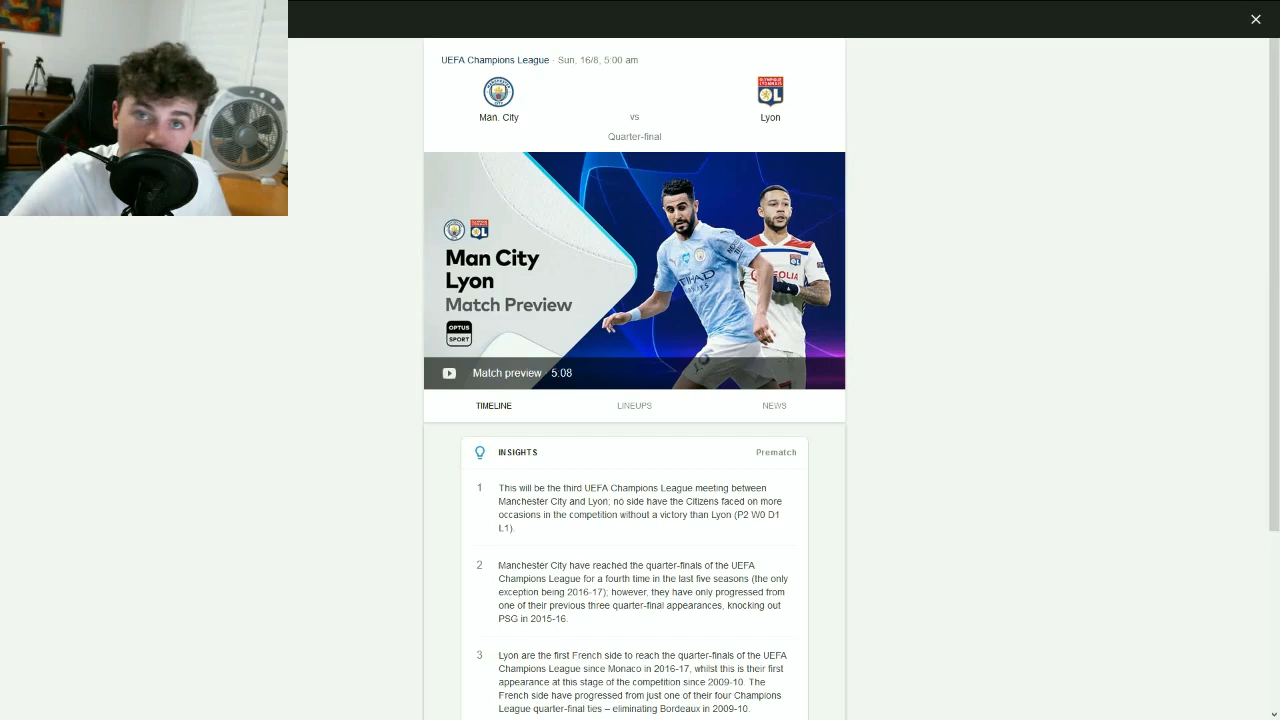 UEFA Champions League · Sun, 16/8, 5:00 am
Man. City
vs
Lyon
Quarter-final
Man City
Lyon
Match Preview
OPTUS
SPORT
ETIHAD
AIRWAYS
Match preview · 5:08
TIMELINE
LINEUPS
NEWS
INSIGHTS
Prematch
1
This will be the third UEFA Champions League meeting between
Manchester City and Lyon; no side have the Citizens faced on more
occasions in the competition without a victory than Lyon (P2 W0 D1
L1).
2
Manchester City have reached the quarter-finals of the UEFA
Champions League for a fourth time in the last five seasons (the only
exception being 2016-17); however, they have only progressed from
one of their previous three quarter-final appearances, knocking out
PSG in 2015-16.
3
Lyon are the first French side to reach the quarter-finals of the UEFA
Champions League since Monaco in 2016-17, whilst this is their first
appearance at this stage of the competition since 2009-10. The
French side have progressed from just one of their four Champions
League quarter-final ties – eliminating Bordeaux in 2009-10.